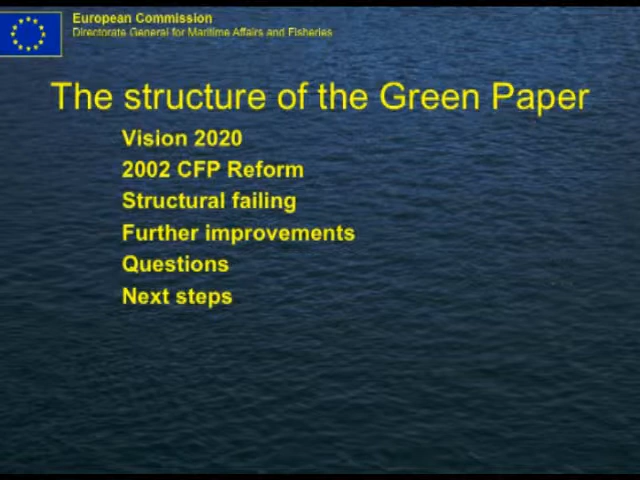 European Commission
Directorate General for Maritime Affairs and Fisheries
The structure of the Green Paper
Vision 2020
2002 CFP Reform
Structural failing
Further improvements
Questions
Next steps